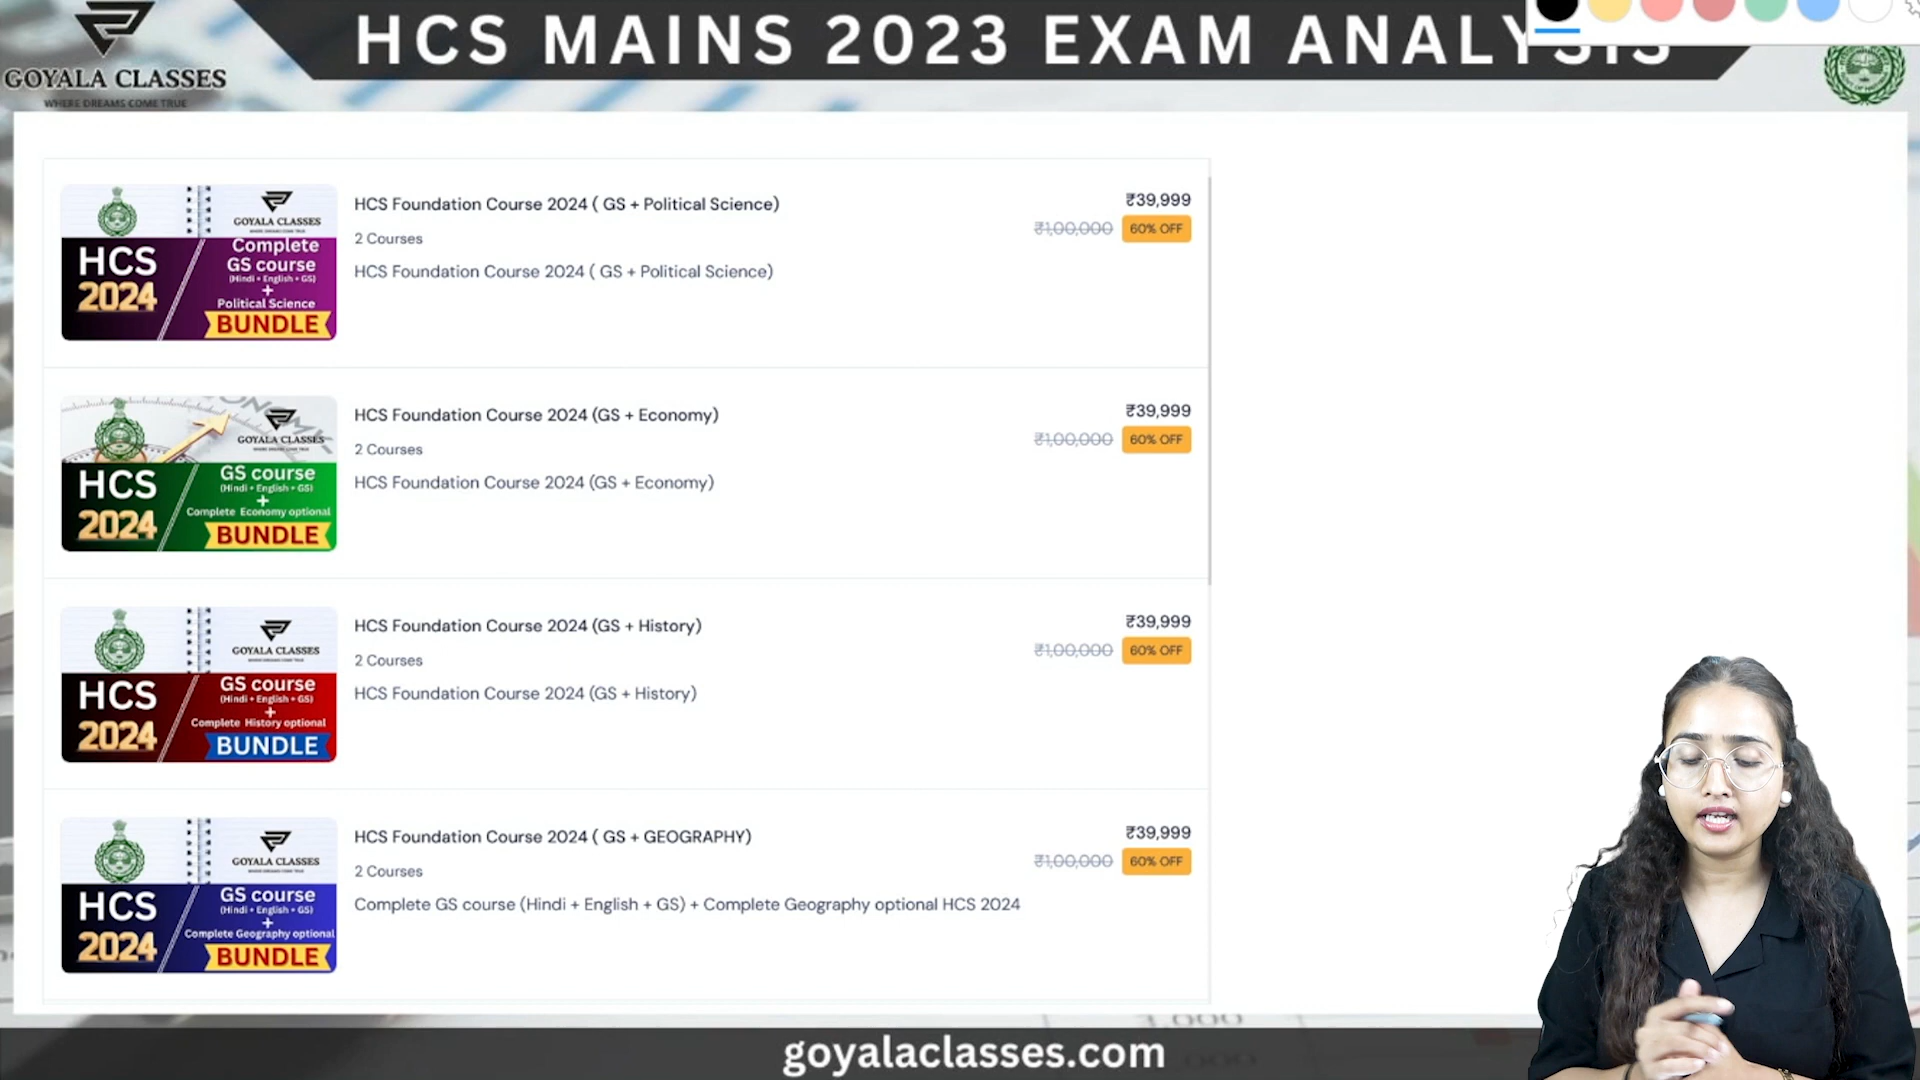 HCS MAINS 2023 EXAM ANALYSIS
GOYALA CLASSES
WHERE DREAMS COME TRUE
HCS Foundation Course 2024 ( GS + Political Science)
₹39,999
₹1,00,000 60% OFF
2 Courses
HCS Foundation Course 2024 ( GS + Political Science)
GOYALA CLASSES
HCS
2024
Complete
GS course
(Hindi + English + GS)
+
Political Science
BUNDLE
HCS Foundation Course 2024 (GS + Economy)
₹39,999
₹1,00,000 60% OFF
2 Courses
HCS Foundation Course 2024 (GS + Economy)
GOYALA CLASSES
HCS
2024
GS course
(Hindi + English + GS)
+
Complete Economy optional
BUNDLE
HCS Foundation Course 2024 (GS + History)
₹39,999
₹1,00,000 60% OFF
2 Courses
HCS Foundation Course 2024 (GS + History)
GOYALA CLASSES
HCS
2024
GS course
(Hindi + English + GS)
+
Complete History optional
BUNDLE
HCS Foundation Course 2024 ( GS + GEOGRAPHY)
₹39,999
₹1,00,000 60% OFF
2 Courses
Complete GS course (Hindi + English + GS) + Complete Geography optional HCS 2024
GOYALA CLASSES
HCS
2024
GS course
(Hindi + English + GS)
+
Complete Geography optional
BUNDLE
goyalaclasses.com